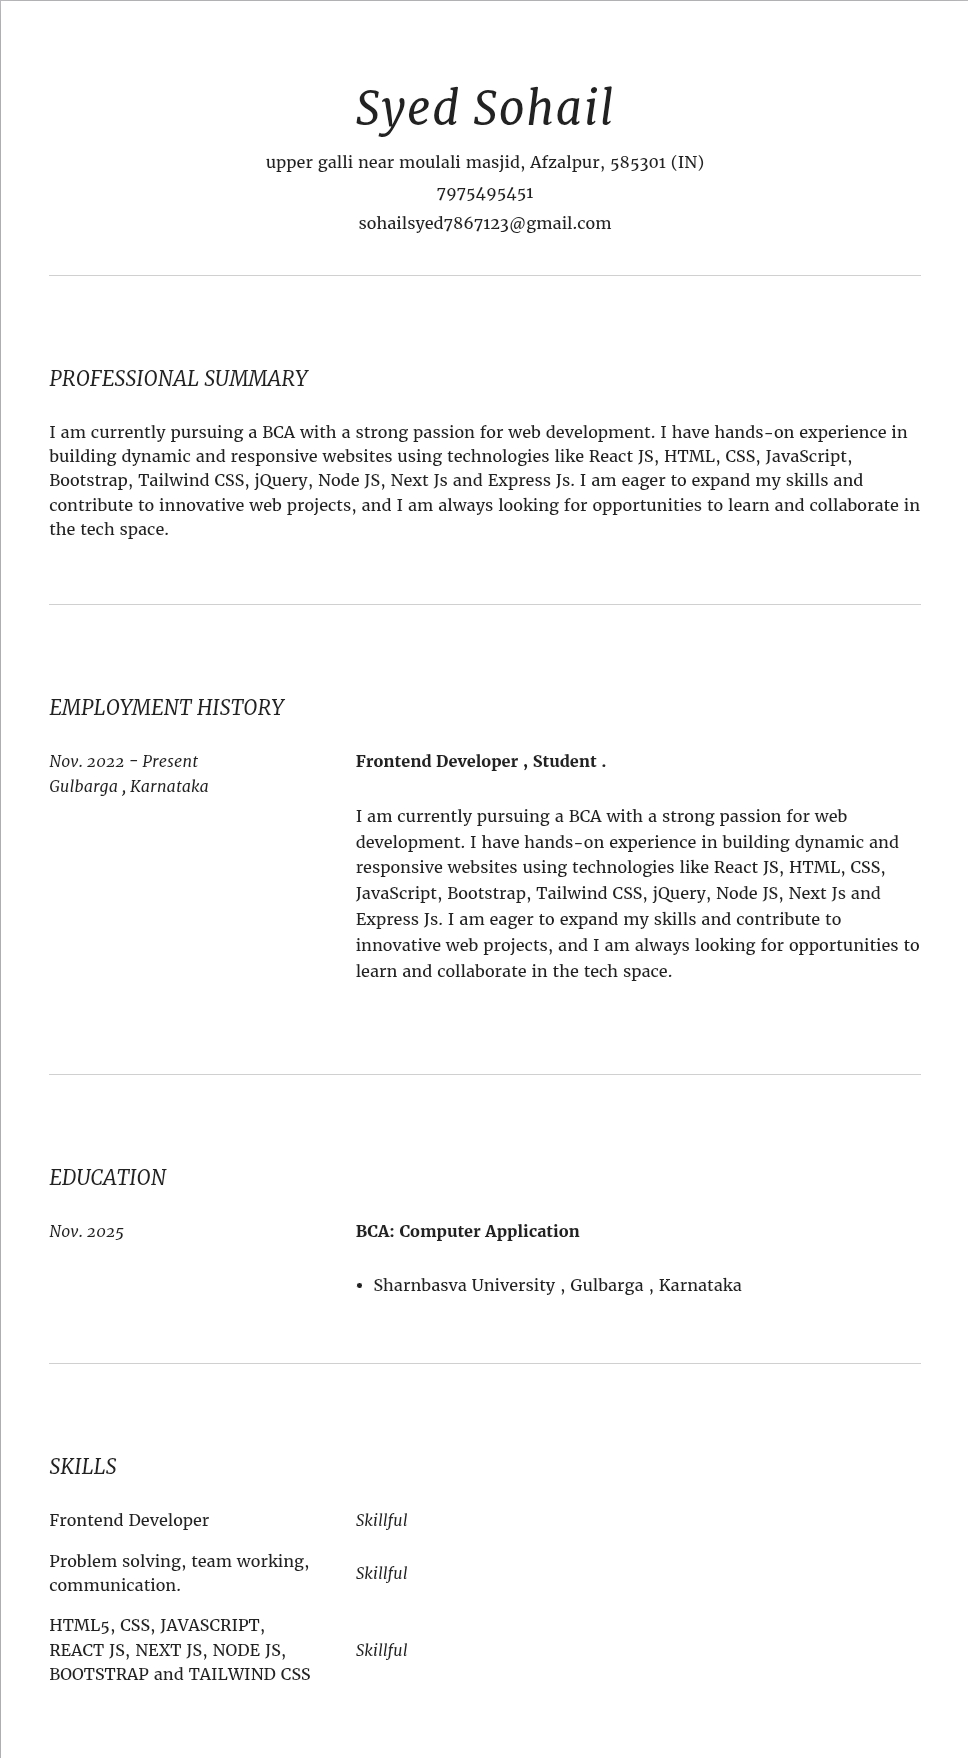 Syed Sohail
upper galli near moulali masjid, Afzalpur, 585301 (IN)
7975495451
sohailsyed7867123@gmail.com
PROFESSIONAL SUMMARY
I am currently pursuing a BCA with a strong passion for web development. I have hands-on experience in
building dynamic and responsive websites using technologies like React JS, HTML, CSS, JavaScript,
Bootstrap, Tailwind CSS, jQuery, Node JS, Next Js and Express Js. I am eager to expand my skills and
contribute to innovative web projects, and I am always looking for opportunities to learn and collaborate in
the tech space.
EMPLOYMENT HISTORY
Nov. 2022 - Present
Gulbarga , Karnataka
Frontend Developer , Student .
I am currently pursuing a BCA with a strong passion for web
development. I have hands-on experience in building dynamic and
responsive websites using technologies like React JS, HTML, CSS,
JavaScript, Bootstrap, Tailwind CSS, jQuery, Node JS, Next Js and
Express Js. I am eager to expand my skills and contribute to
innovative web projects, and I am always looking for opportunities to
learn and collaborate in the tech space.
EDUCATION
Nov. 2025
BCA: Computer Application
• Sharnbasva University , Gulbarga , Karnataka
SKILLS
Frontend Developer
Skillful
Problem solving, team working,
communication.
Skillful
HTML5, CSS, JAVASCRIPT,
REACT JS, NEXT JS, NODE JS,
BOOTSTRAP and TAILWIND CSS
Skillful